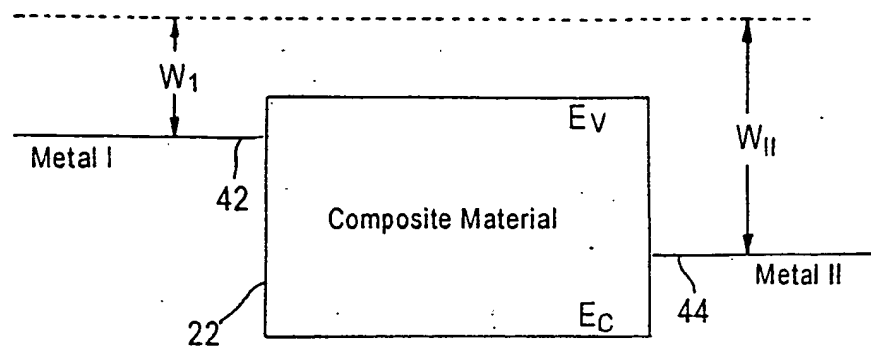 W1
EV
WII
Metal I
42
Composite Material
Metal II
44
22
EC